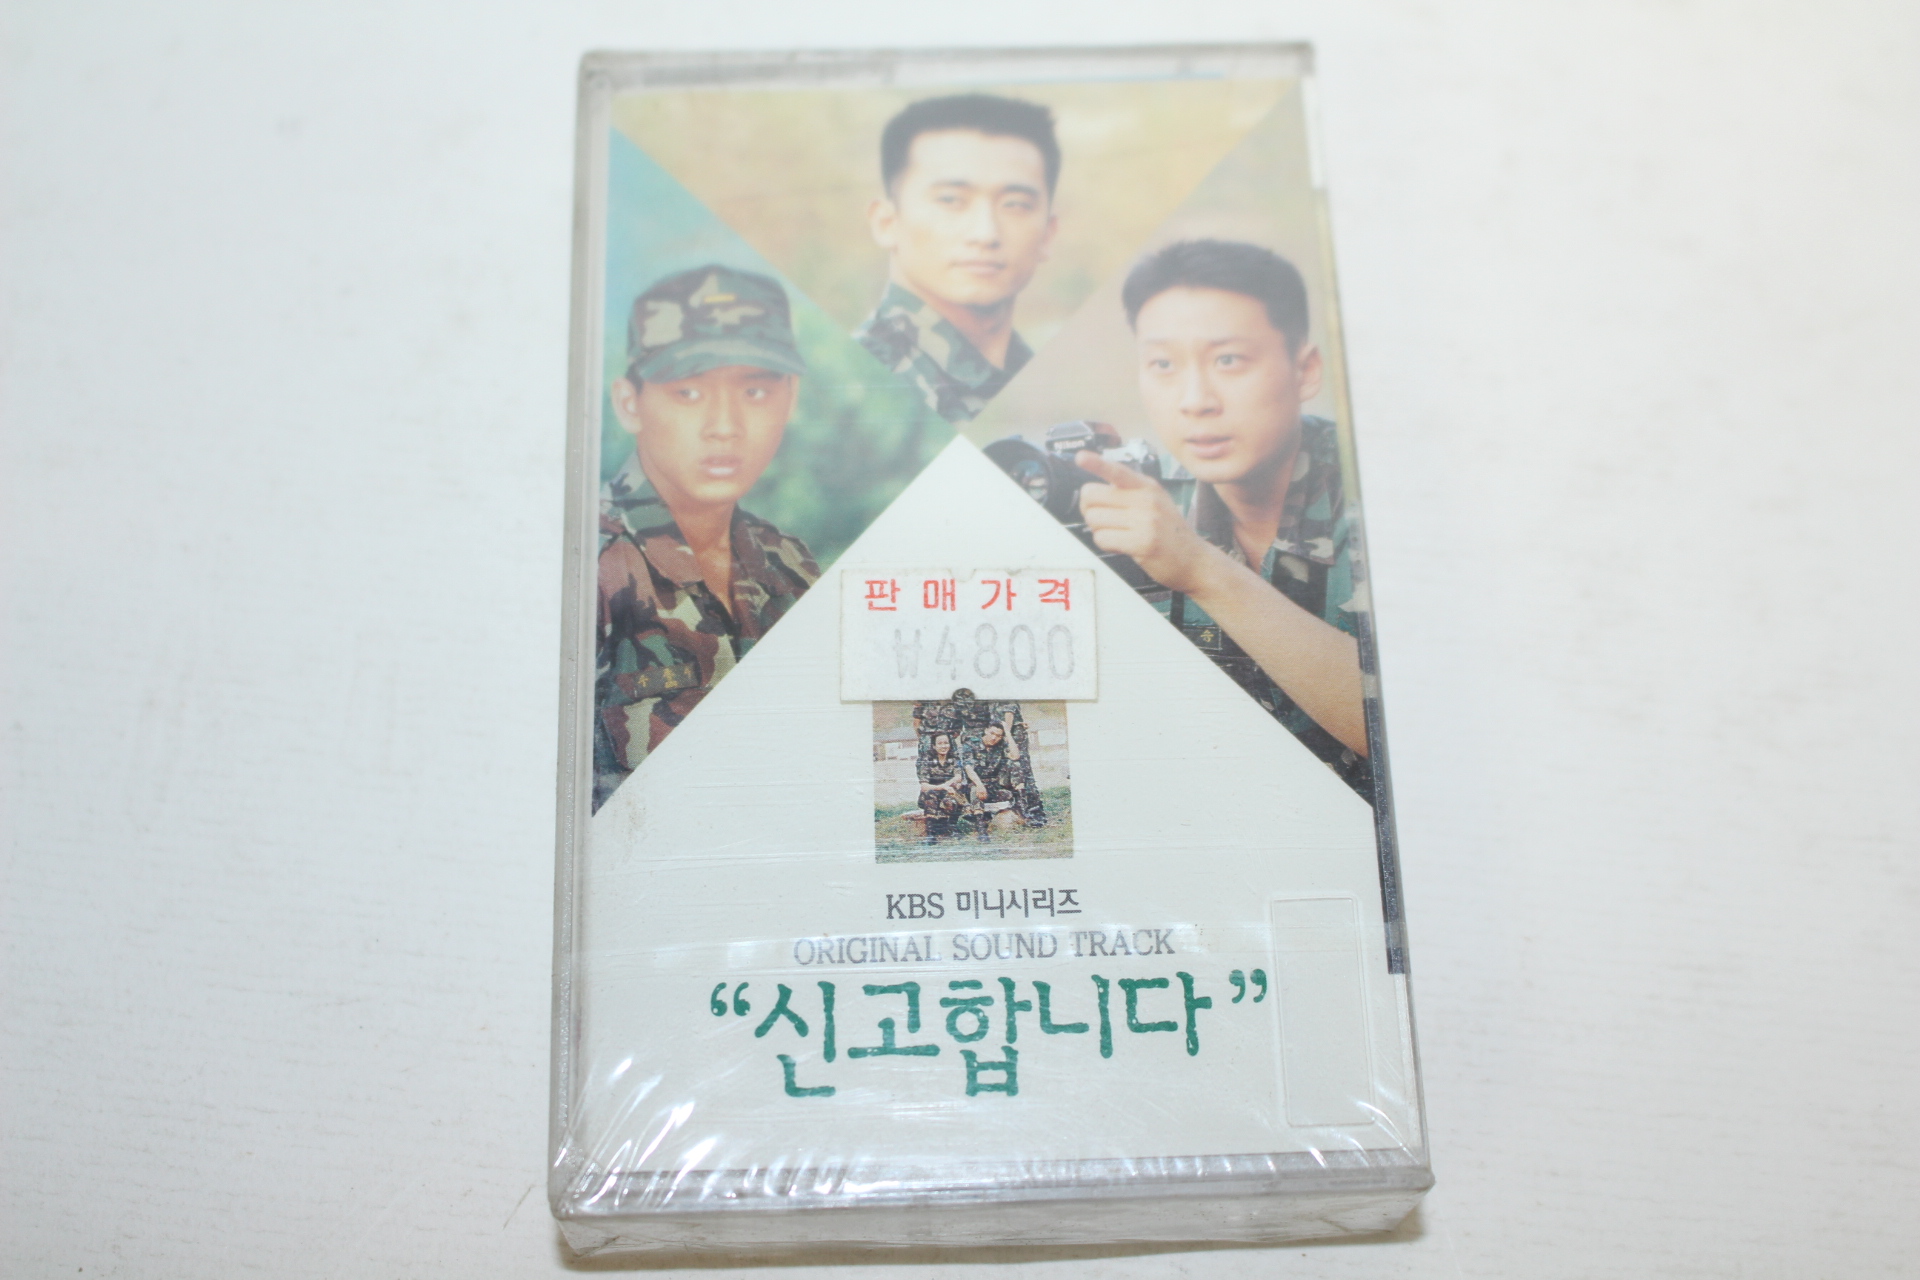 Nikon
판매가격
₩4800
KBS 미니시리즈
ORIGINAL SOUND TRACK
“신고합니다”